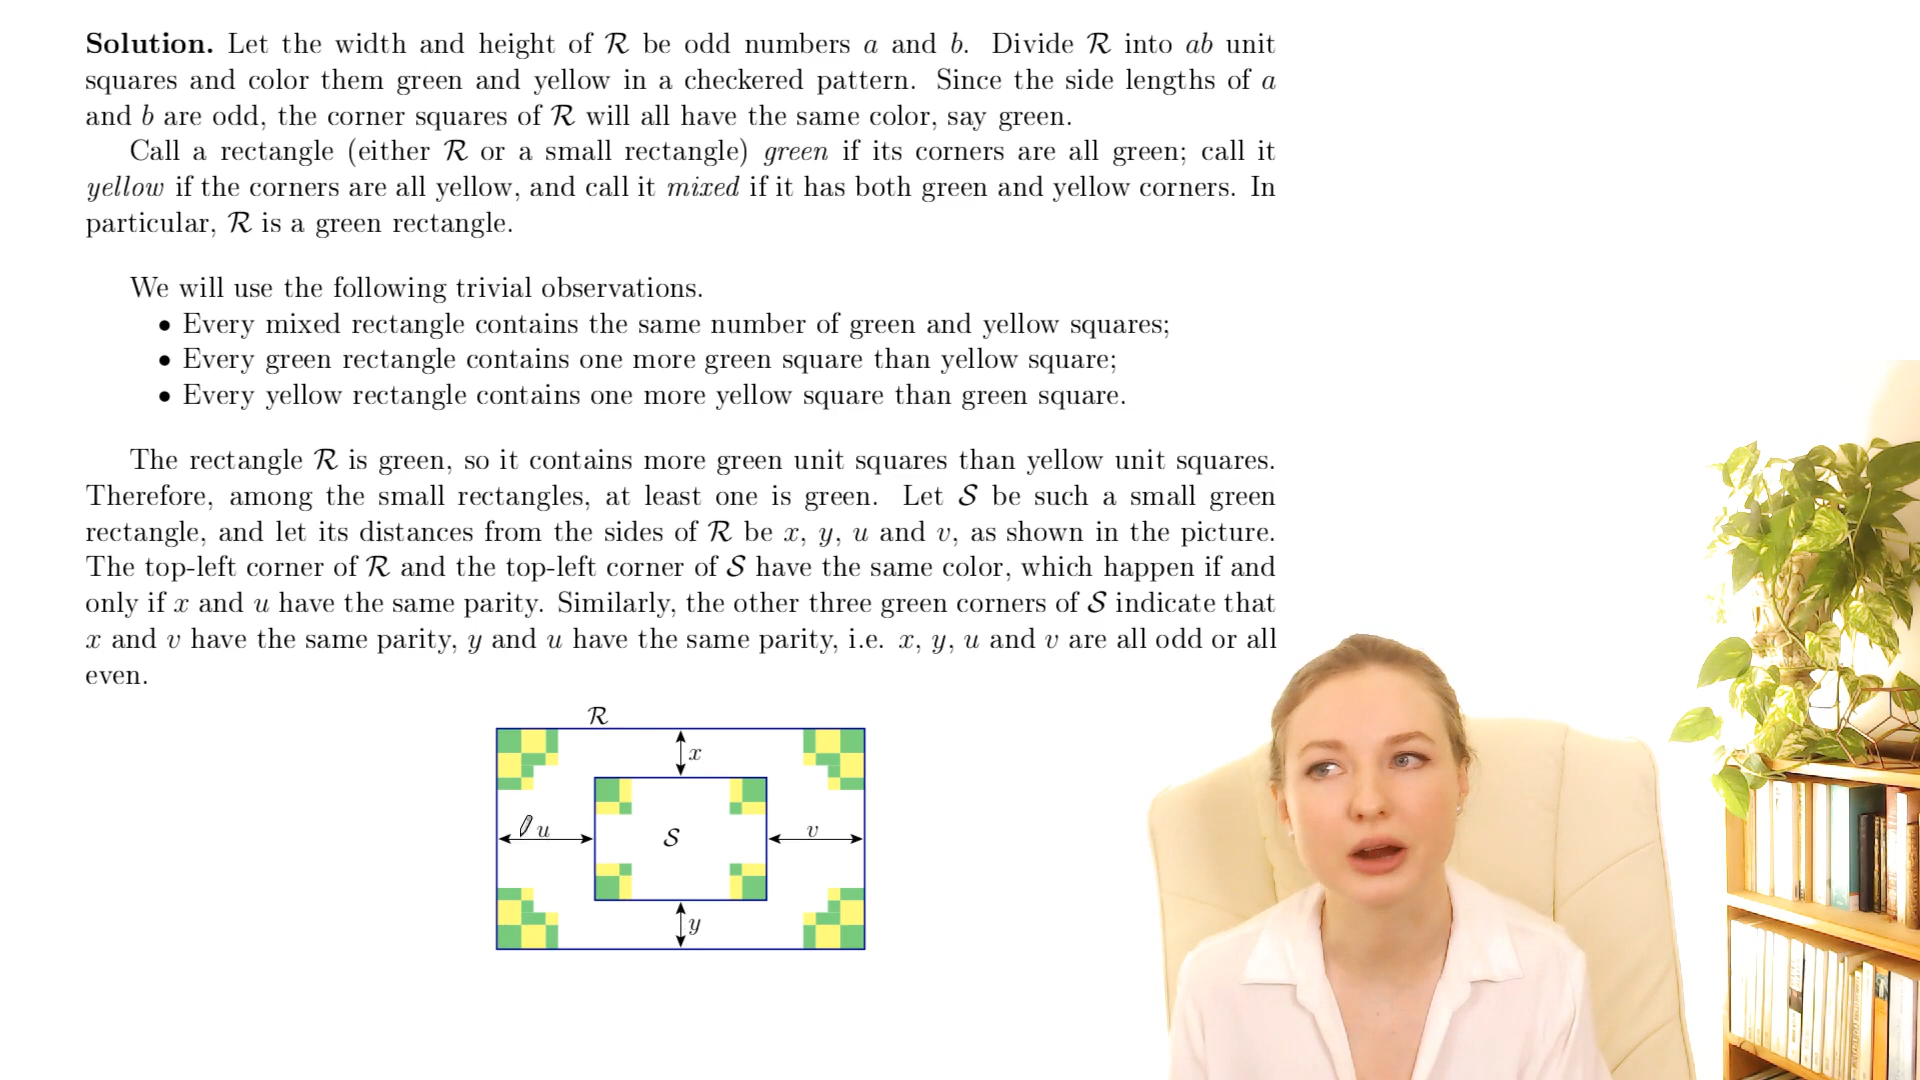 Solution. Let the width and height of ℛ be odd numbers a and b. Divide ℛ into ab unit
squares and color them green and yellow in a checkered pattern. Since the side lengths of a
and b are odd, the corner squares of ℛ will all have the same color, say green.
Call a rectangle (either ℛ or a small rectangle) green if its corners are all green; call it
yellow if the corners are all yellow, and call it mixed if it has both green and yellow corners. In
particular, ℛ is a green rectangle.
We will use the following trivial observations.
• Every mixed rectangle contains the same number of green and yellow squares;
• Every green rectangle contains one more green square than yellow square;
• Every yellow rectangle contains one more yellow square than green square.
The rectangle ℛ is green, so it contains more green unit squares than yellow unit squares.
Therefore, among the small rectangles, at least one is green. Let 𝒮 be such a small green
rectangle, and let its distances from the sides of ℛ be x, y, u and v, as shown in the picture.
The top-left corner of ℛ and the top-left corner of 𝒮 have the same color, which happen if and
only if x and u have the same parity. Similarly, the other three green corners of 𝒮 indicate that
x and v have the same parity, y and u have the same parity, i.e. x, y, u and v are all odd or all
even.
ℛ
x
u
𝒮
v
y